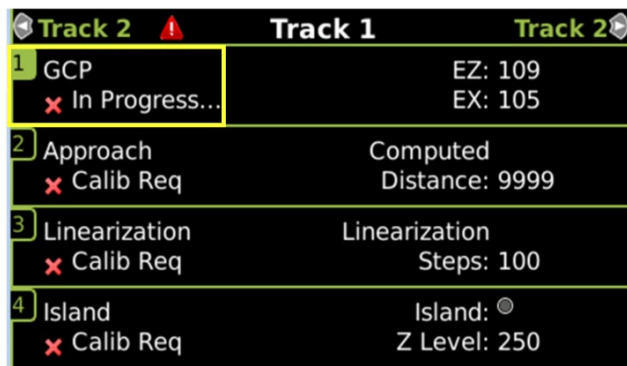 Track 2 Track 1 Track 2
1 GCP EZ: 109
In Progress... EX: 105
2 Approach Computed
Calib Req Distance: 9999
3 Linearization Linearization
Calib Req Steps: 100
4 Island Island:
Calib Req Z Level: 250